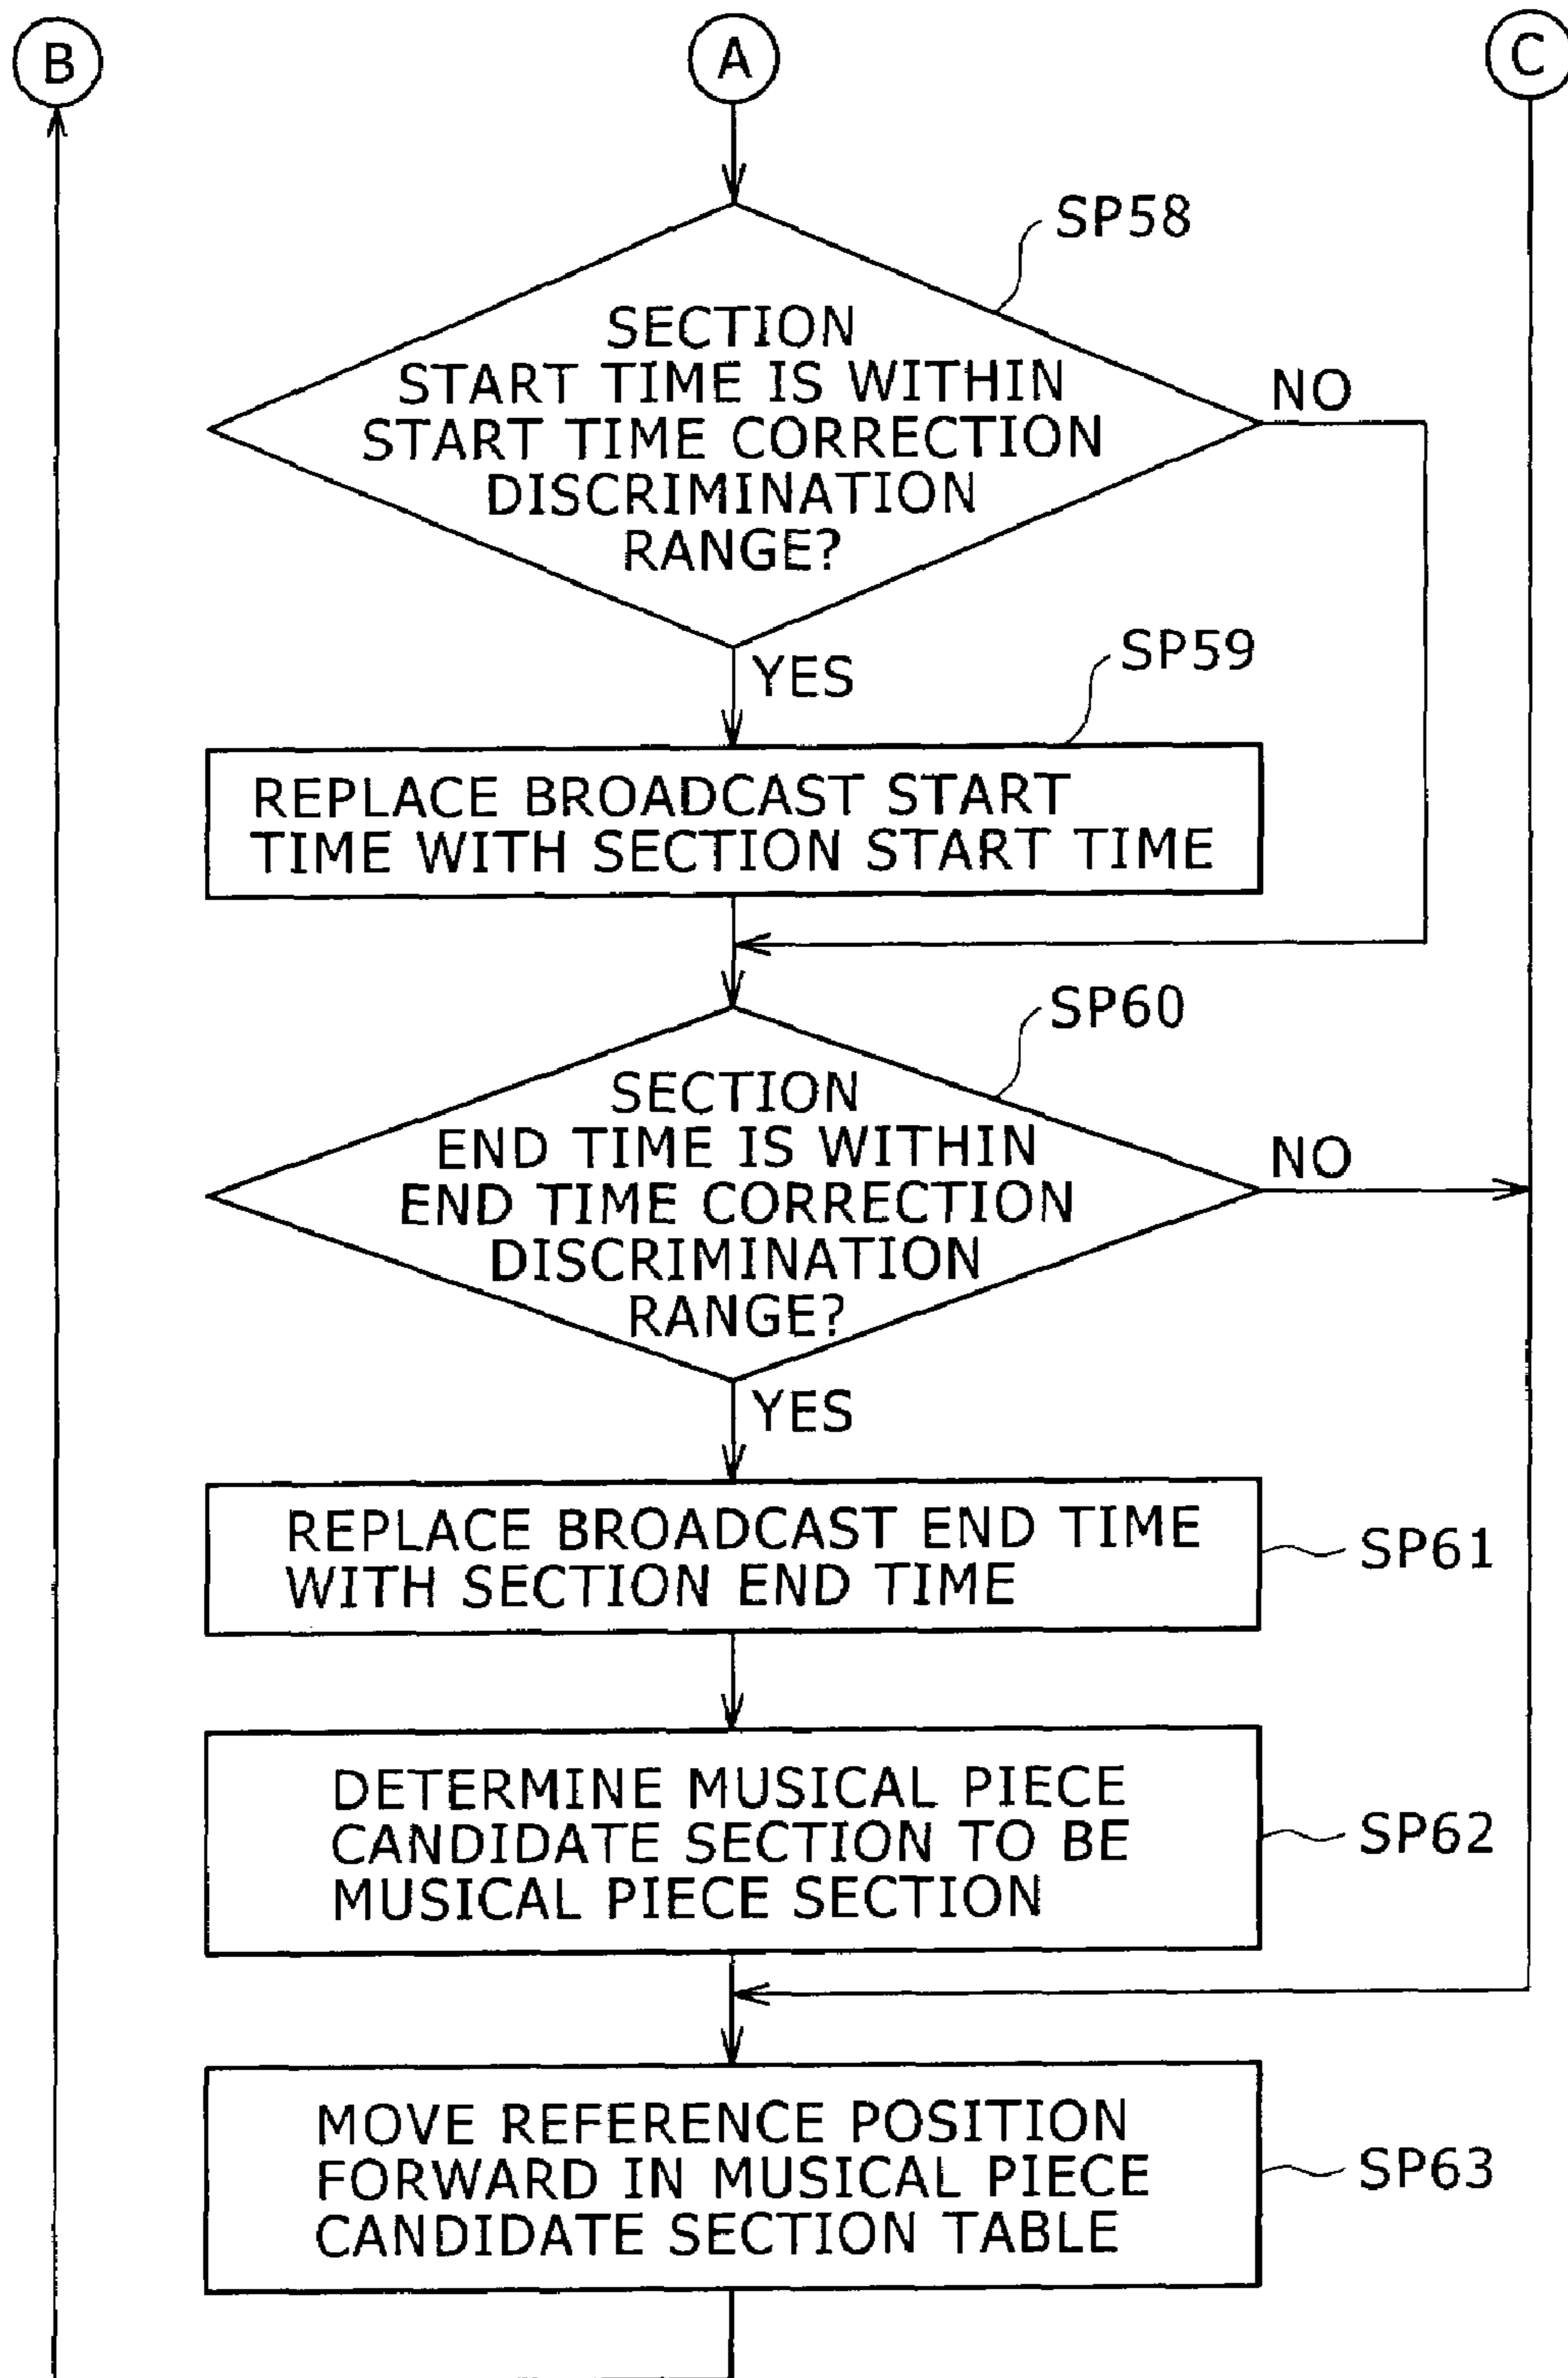 B
A
C
SP58
SECTION
START TIME IS WITHIN
START TIME CORRECTION
DISCRIMINATION
RANGE?
NO
YES
SP59
REPLACE BROADCAST START
TIME WITH SECTION START TIME
SP60
SECTION
END TIME IS WITHIN
END TIME CORRECTION
DISCRIMINATION
RANGE?
NO
YES
REPLACE BROADCAST END TIME
WITH SECTION END TIME
SP61
DETERMINE MUSICAL PIECE
CANDIDATE SECTION TO BE
MUSICAL PIECE SECTION
SP62
MOVE REFERENCE POSITION
FORWARD IN MUSICAL PIECE
CANDIDATE SECTION TABLE
SP63